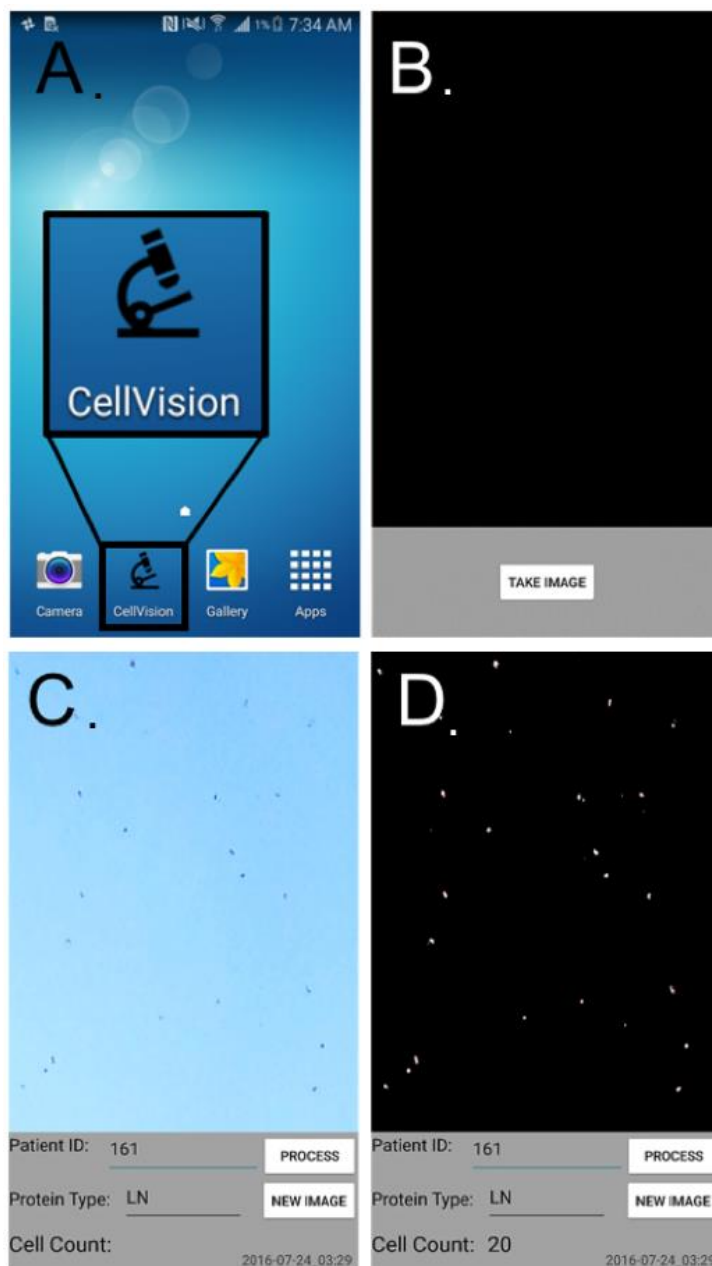 1% 7:34 AM
A.
CellVision
Camera
CellVision
Gallery
Apps
B.
TAKE IMAGE
C.
Patient ID: 161
PROCESS
Protein Type: LN
NEW IMAGE
Cell Count:
2016-07-24 03:29
D.
Patient ID: 161
PROCESS
Protein Type: LN
NEW IMAGE
Cell Count: 20
2016-07-24 03:29